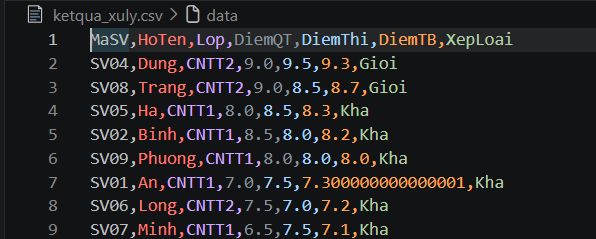 ketqua_xuly.csv > data
1 MaSV,HoTen,Lop,DiemQT,DiemThi,DiemTB,XepLoai
2 SV04,Dung,CNTT2,9.0,9.5,9.3,Gioi
3 SV08,Trang,CNTT2,9.0,8.5,8.7,Gioi
4 SV05,Ha,CNTT1,8.0,8.5,8.3,Kha
5 SV02,Binh,CNTT1,8.5,8.0,8.2,Kha
6 SV09,Phuong,CNTT1,8.0,8.0,8.0,Kha
7 SV01,An,CNTT1,7.0,7.5,7.300000000000001,Kha
8 SV06,Long,CNTT2,7.5,7.0,7.2,Kha
9 SV07,Minh,CNTT1,6.5,7.5,7.1,Kha